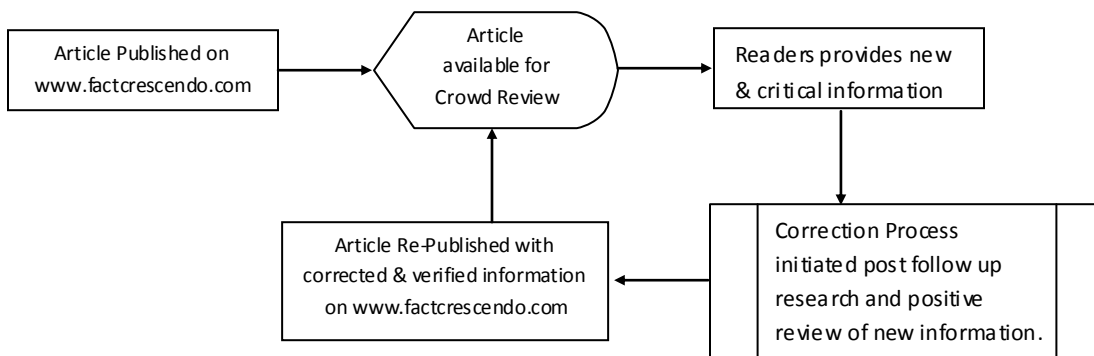 Article Published on
www.factcrescendo.com
Article
available for
Crowd Review
Readers provides new
& critical information
Correction Process
initiated post follow up
research and positive
review of new information.
Article Re-Published with
corrected & verified information
on www.factcrescendo.com